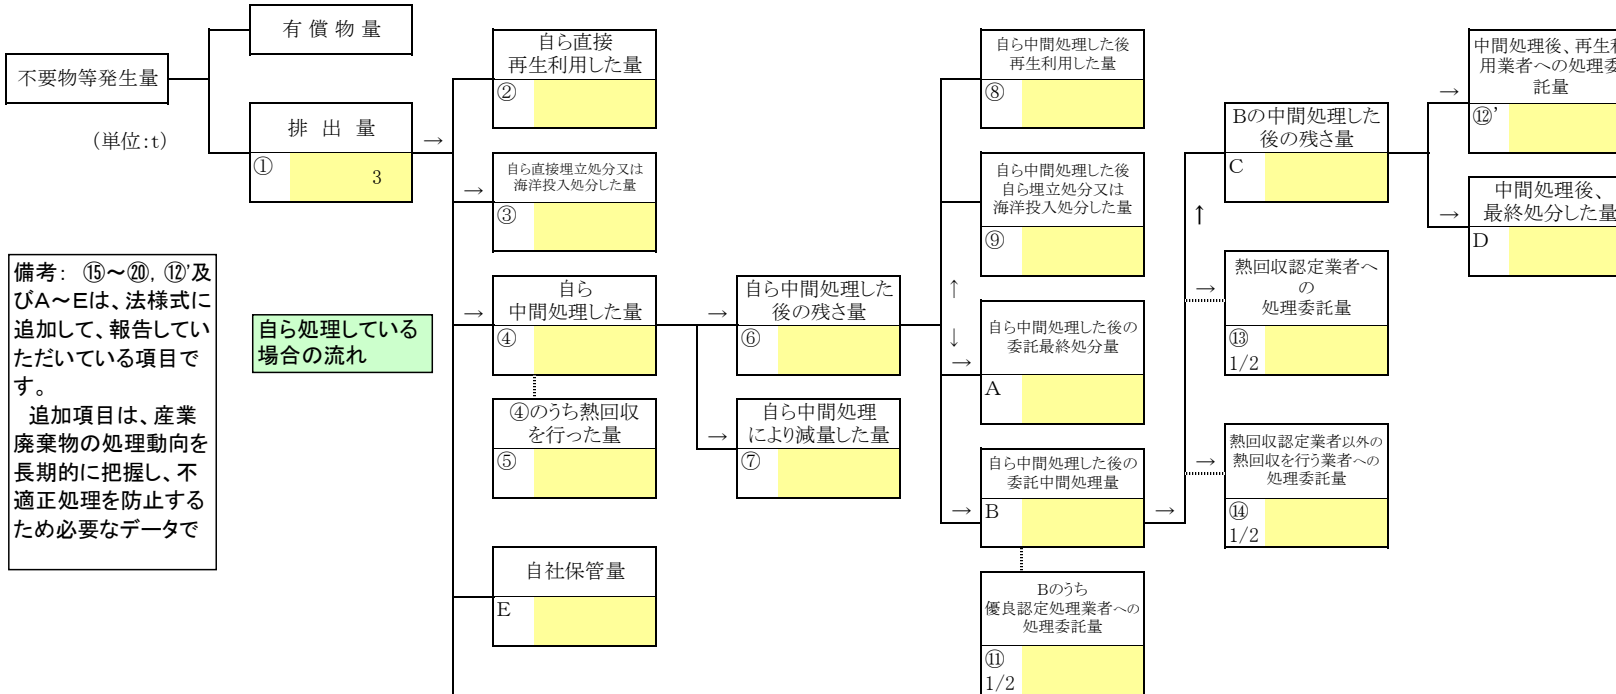 有 償 物 量
不要物等発生量
(単位:t)
排 出 量
→
①
3
備考： ⑮～⑳, ⑫'及
びA～Eは、法様式に
追加して、報告してい
ただいている項目で
す。
追加項目は、産業
廃棄物の処理動向を
長期的に把握し、不
適正処理を防止する
ため必要なデータで
自ら処理している
場合の流れ
自ら直接
再生利用した量
②
→
自ら直接埋立処分又は
海洋投入処分した量
③
→
自ら
中間処理した量
④
④のうち熱回収
を行った量
⑤
自社保管量
E
→
自ら中間処理した
後の残さ量
⑥
→
自ら中間処理
により減量した量
⑦
自ら中間処理した後
再生利用した量
⑧
自ら中間処理した後
自ら埋立処分又は
海洋投入処分した量
⑨
↑
↓
→
自ら中間処理した後の
委託最終処分量
A
自ら中間処理した後の
委託中間処理量
→
B
→
Bのうち
優良認定処理業者への
処理委託量
⑪
1/2
Bの中間処理した
後の残さ量
C
↑
→
熱回収認定業者へ
の
処理委託量
⑬
1/2
→
熱回収認定業者以外の
熱回収を行う業者への
処理委託量
⑭
1/2
→
中間処理後、再生利
用業者への処理委
託量
⑫'
→
中間処理後、
最終処分した量
D